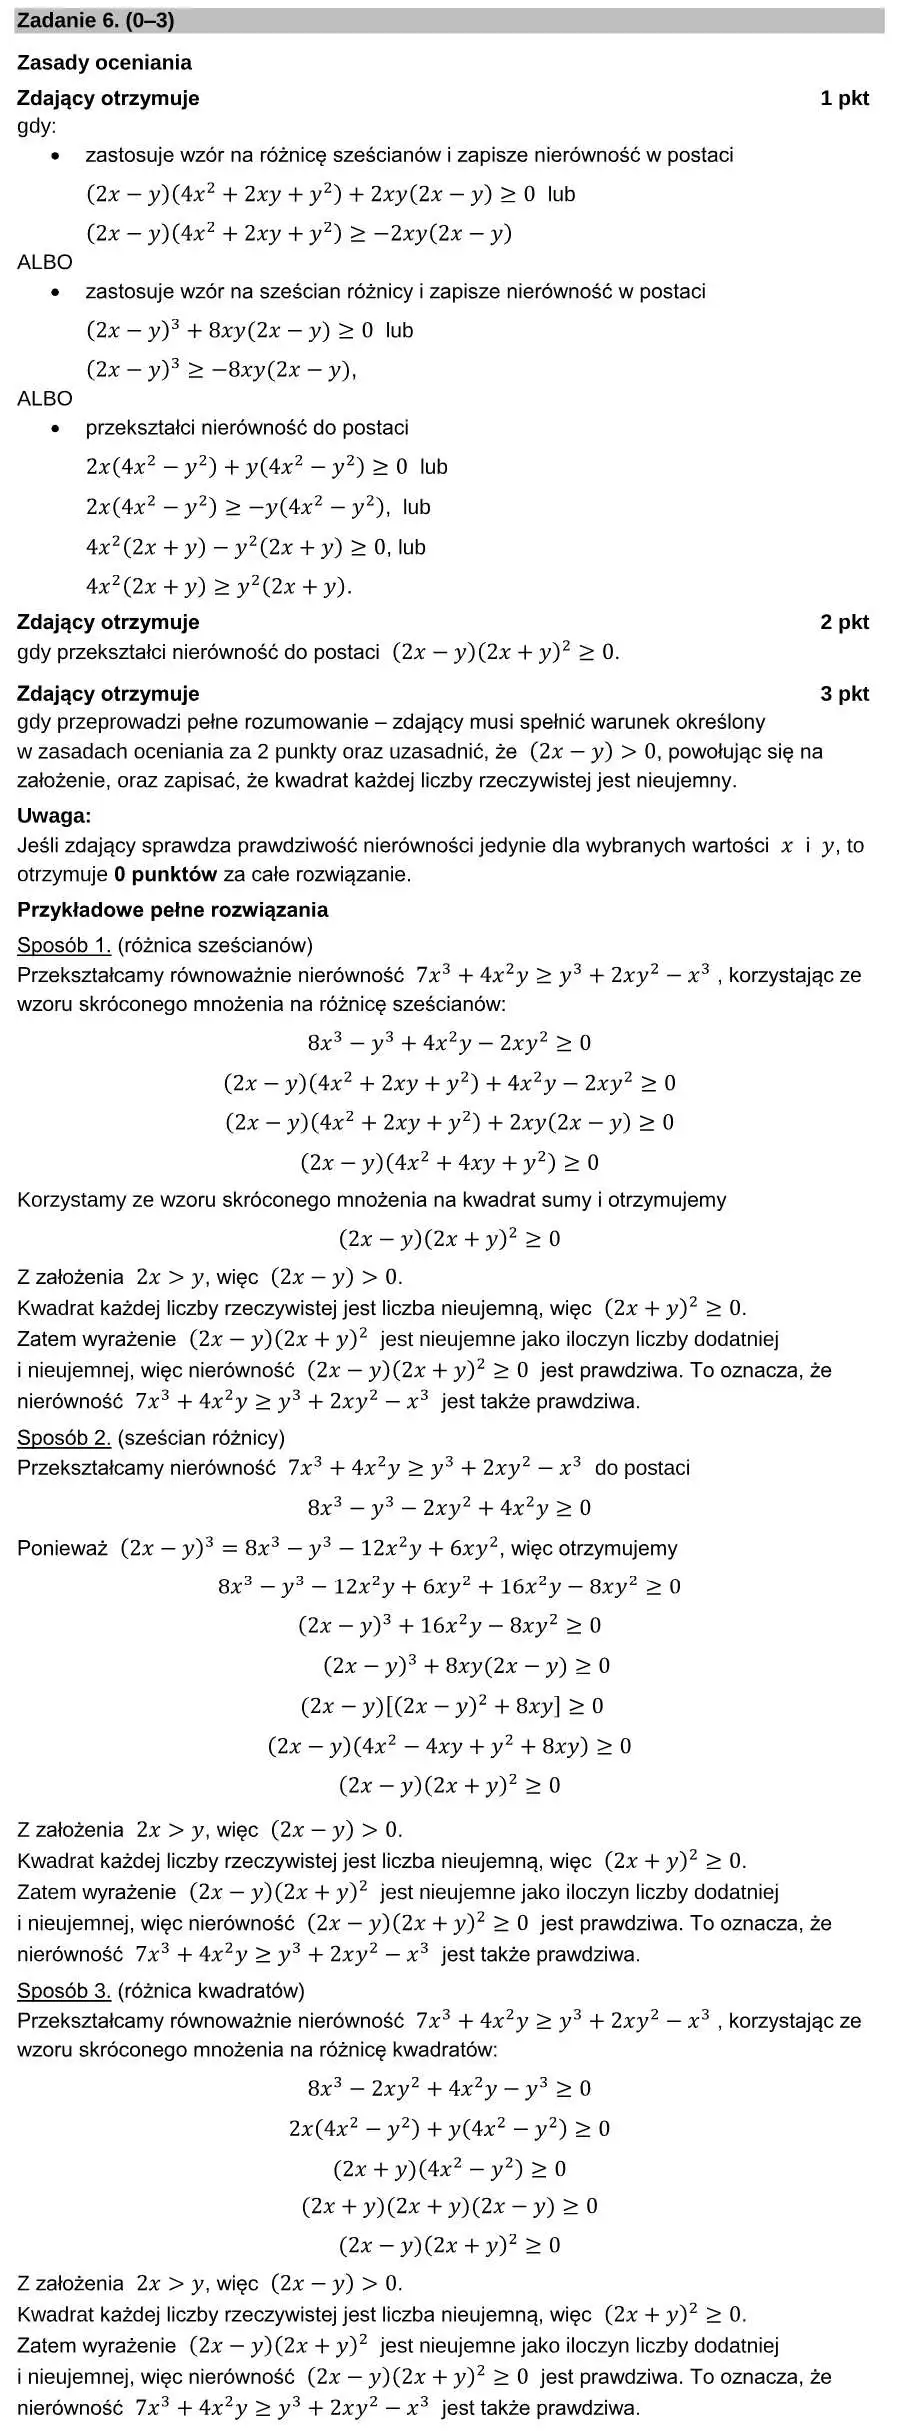 Zadanie 6. (0–3)
Zasady oceniania
Zdający otrzymuje 1 pkt
gdy:
• zastosuje wzór na różnicę sześcianów i zapisze nierówność w postaci
(2x − y)(4x² + 2xy + y²) + 2xy(2x − y) ≥ 0 lub
(2x − y)(4x² + 2xy + y²) ≥ −2xy(2x − y)
ALBO
• zastosuje wzór na sześcian różnicy i zapisze nierówność w postaci
(2x − y)³ + 8xy(2x − y) ≥ 0 lub
(2x − y)³ ≥ −8xy(2x − y),
ALBO
• przekształci nierówność do postaci
2x(4x² − y²) + y(4x² − y²) ≥ 0 lub
2x(4x² − y²) ≥ −y(4x² − y²), lub
4x²(2x + y) − y²(2x + y) ≥ 0, lub
4x²(2x + y) ≥ y²(2x + y).
Zdający otrzymuje 2 pkt
gdy przekształci nierówność do postaci (2x − y)(2x + y)² ≥ 0.
Zdający otrzymuje 3 pkt
gdy przeprowadzi pełne rozumowanie – zdający musi spełnić warunek określony
w zasadach oceniania za 2 punkty oraz uzasadnić, że (2x − y) > 0, powołując się na
założenie, oraz zapisać, że kwadrat każdej liczby rzeczywistej jest nieujemny.
Uwaga:
Jeśli zdający sprawdza prawdziwość nierówności jedynie dla wybranych wartości x i y, to
otrzymuje 0 punktów za całe rozwiązanie.
Przykładowe pełne rozwiązania
Sposób 1. (różnica sześcianów)
Przekształcamy równoważnie nierówność 7x³ + 4x²y ≥ y³ + 2xy² − x³ , korzystając ze
wzoru skróconego mnożenia na różnicę sześcianów:
8x³ − y³ + 4x²y − 2xy² ≥ 0
(2x − y)(4x² + 2xy + y²) + 4x²y − 2xy² ≥ 0
(2x − y)(4x² + 2xy + y²) + 2xy(2x − y) ≥ 0
(2x − y)(4x² + 4xy + y²) ≥ 0
Korzystamy ze wzoru skróconego mnożenia na kwadrat sumy i otrzymujemy
(2x − y)(2x + y)² ≥ 0
Z założenia 2x > y, więc (2x − y) > 0.
Kwadrat każdej liczby rzeczywistej jest liczba nieujemną, więc (2x + y)² ≥ 0.
Zatem wyrażenie (2x − y)(2x + y)² jest nieujemne jako iloczyn liczby dodatniej
i nieujemnej, więc nierówność (2x − y)(2x + y)² ≥ 0 jest prawdziwa. To oznacza, że
nierówność 7x³ + 4x²y ≥ y³ + 2xy² − x³ jest także prawdziwa.
Sposób 2. (sześcian różnicy)
Przekształcamy nierówność 7x³ + 4x²y ≥ y³ + 2xy² − x³ do postaci
8x³ − y³ − 2xy² + 4x²y ≥ 0
Ponieważ (2x − y)³ = 8x³ − y³ − 12x²y + 6xy², więc otrzymujemy
8x³ − y³ − 12x²y + 6xy² + 16x²y − 8xy² ≥ 0
(2x − y)³ + 16x²y − 8xy² ≥ 0
(2x − y)³ + 8xy(2x − y) ≥ 0
(2x − y)[(2x − y)² + 8xy] ≥ 0
(2x − y)(4x² − 4xy + y² + 8xy) ≥ 0
(2x − y)(2x + y)² ≥ 0
Z założenia 2x > y, więc (2x − y) > 0.
Kwadrat każdej liczby rzeczywistej jest liczba nieujemną, więc (2x + y)² ≥ 0.
Zatem wyrażenie (2x − y)(2x + y)² jest nieujemne jako iloczyn liczby dodatniej
i nieujemnej, więc nierówność (2x − y)(2x + y)² ≥ 0 jest prawdziwa. To oznacza, że
nierówność 7x³ + 4x²y ≥ y³ + 2xy² − x³ jest także prawdziwa.
Sposób 3. (różnica kwadratów)
Przekształcamy równoważnie nierówność 7x³ + 4x²y ≥ y³ + 2xy² − x³ , korzystając ze
wzoru skróconego mnożenia na różnicę kwadratów:
8x³ − 2xy² + 4x²y − y³ ≥ 0
2x(4x² − y²) + y(4x² − y²) ≥ 0
(2x + y)(4x² − y²) ≥ 0
(2x + y)(2x + y)(2x − y) ≥ 0
(2x − y)(2x + y)² ≥ 0
Z założenia 2x > y, więc (2x − y) > 0.
Kwadrat każdej liczby rzeczywistej jest liczba nieujemną, więc (2x + y)² ≥ 0.
Zatem wyrażenie (2x − y)(2x + y)² jest nieujemne jako iloczyn liczby dodatniej
i nieujemnej, więc nierówność (2x − y)(2x + y)² ≥ 0 jest prawdziwa. To oznacza, że
nierówność 7x³ + 4x²y ≥ y³ + 2xy² − x³ jest także prawdziwa.